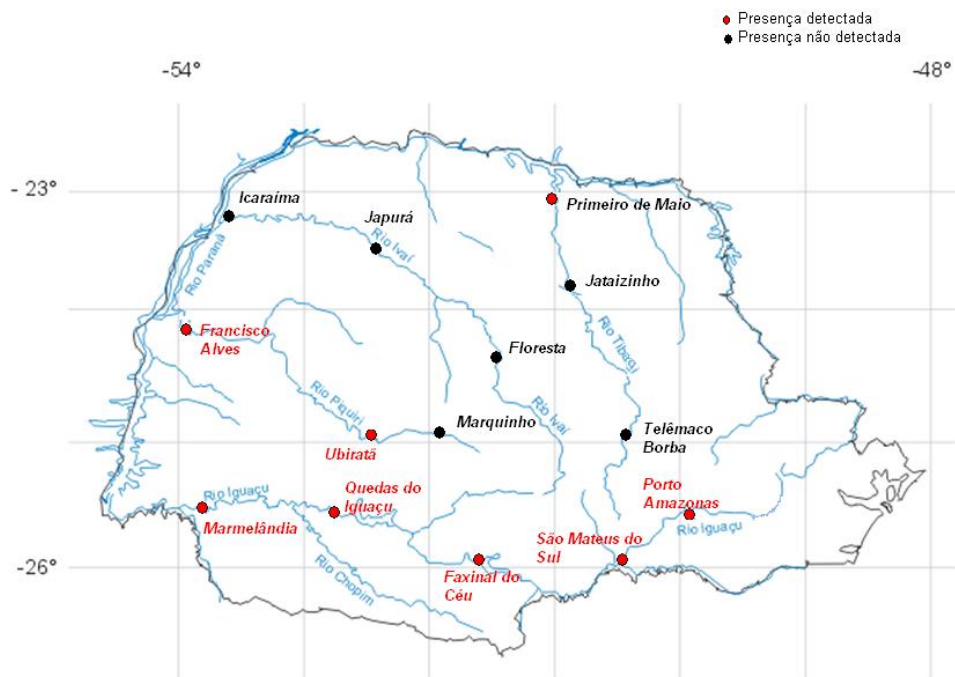 Presença detectada
Presença não detectada
-54°
-48°
- 23°
Icaraíma
Japurá
Primeiro de Maio
Rio Ivaí
Rio Paraná
Jataizinho
Francisco
Alves
Floresta
Rio Tibagi
Rio Piquiri
Rio Ivaí
Marquinho
Telêmaco
Borba
Ubiratã
Quedas do
Iguaçu
Porto
Amazonas
Rio Iguaçu
Marmelândia
São Mateus do
Sul
Rio Iguaçu
-26°
Rio Chopim
Faxinal do
Céu